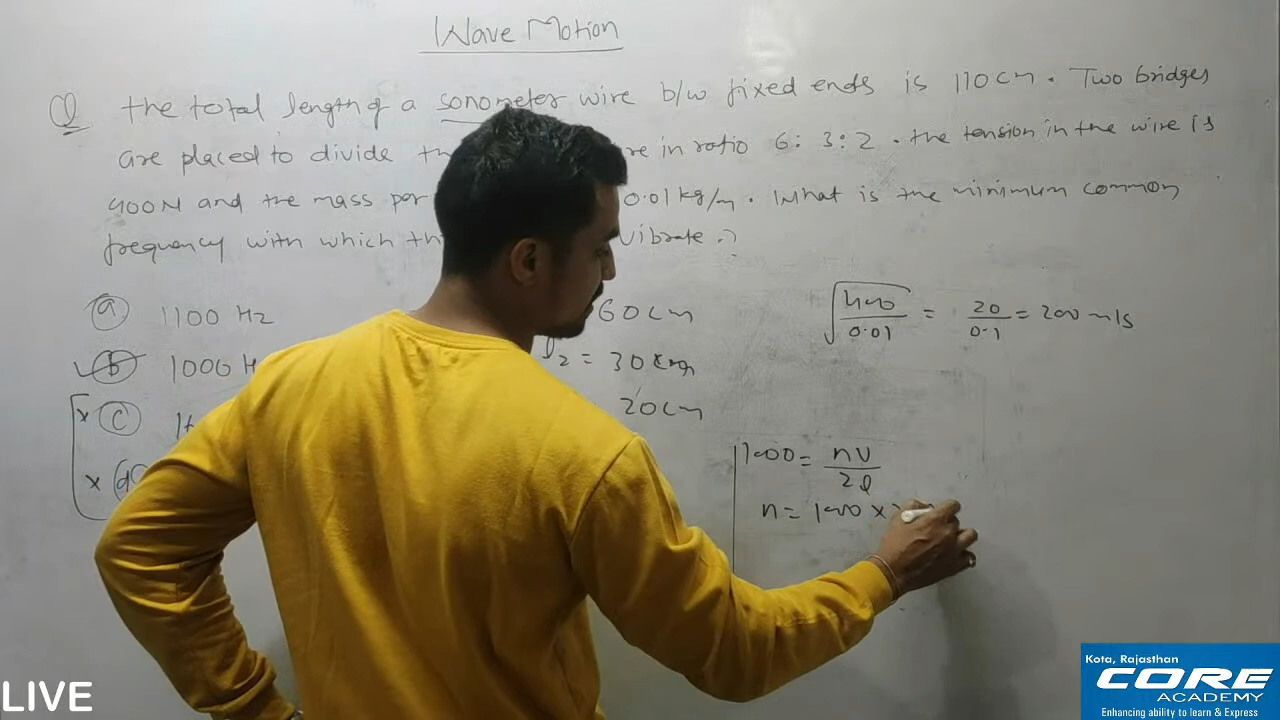 Wave Motion
Q the total length of a sonometer wire b/w fixed ends is 110 cm. Two bridges
are placed to divide th re in ratio 6: 3:2. the tension in the wire is
400 N and the mass per 0.01 kg/m. What is the minimum common
frequency with which th vibrate.?
(a) 1100 Hz 60 cm √400/0.01 = 20/0.1 = 200 m/s
(b) 1000 H l2 = 30 cm
x (c) 20 cm
x (d)
1000 = nv/2l
n = 1000 x
Kota, Rajasthan
CORE
ACADEMY
Enhancing ability to learn & Express
LIVE